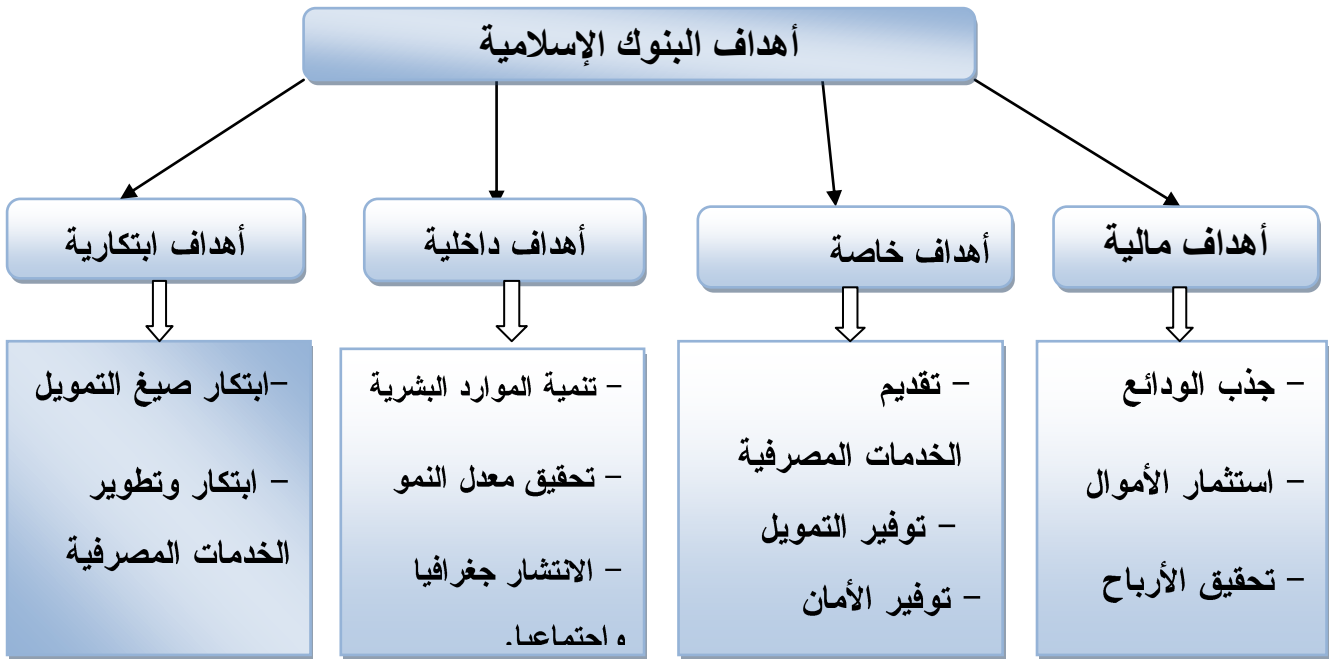 أهداف البنوك الإسلامية
أهداف مالية
أهداف خاصة
أهداف داخلية
أهداف ابتكارية
- جذب الودائع
- استثمار الأموال
- تحقيق الأرباح
- تقديم
الخدمات المصرفية
- توفير التمويل
- توفير الأمان
- تنمية الموارد البشرية
- تحقيق معدل النمو
- الانتشار جغرافيا
واجتماعيا.
-ابتكار صيغ التمويل
- ابتكار وتطوير
الخدمات المصرفية